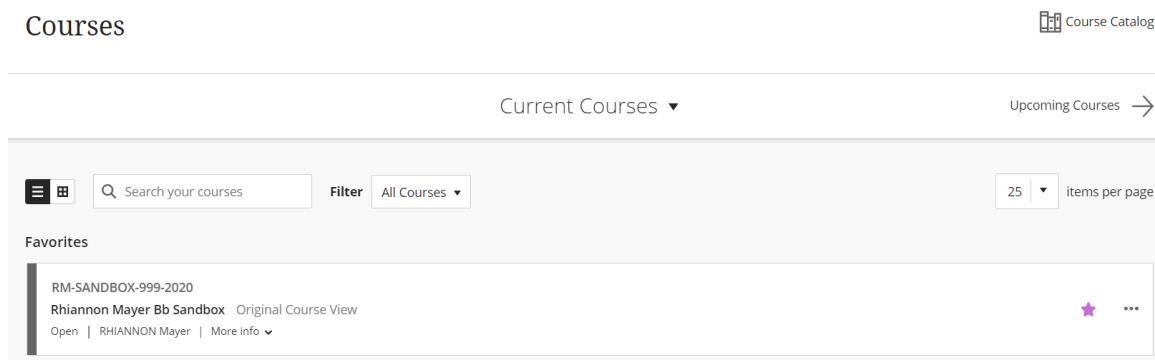 Courses
Course Catalog
Current Courses
Upcoming Courses
Search your courses
Filter
All Courses
25
items per page
Favorites
RM-SANDBOX-999-2020
Rhiannon Mayer Bb Sandbox Original Course View
Open | RHIANNON Mayer | More info